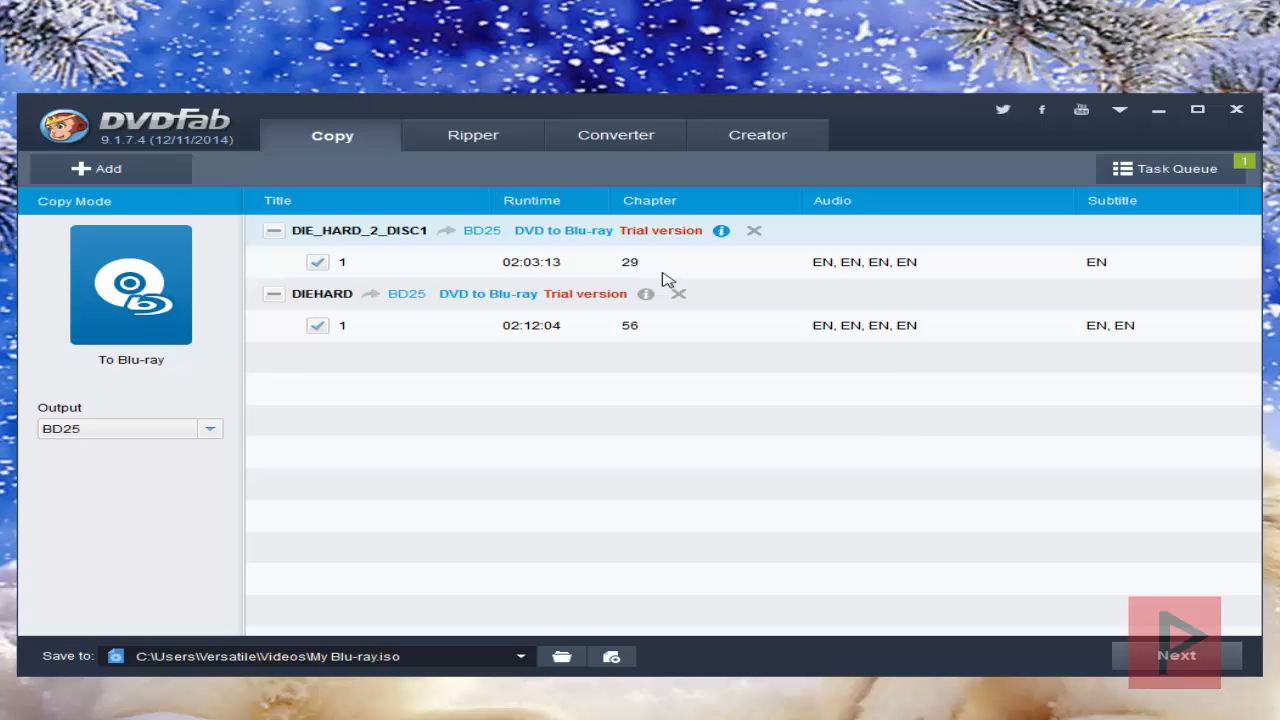 DVDFab
9.1.7.4 (12/11/2014)
Copy
Ripper
Converter
Creator
Add
Task Queue
1
Copy Mode
Title
Runtime
Chapter
Audio
Subtitle
DIE_HARD_2_DISC1 BD25 DVD to Blu-ray Trial version
1 02:03:13 29 EN, EN, EN, EN EN
DIEHARD BD25 DVD to Blu-ray Trial version
1 02:12:04 56 EN, EN, EN, EN EN, EN
To Blu-ray
Output
BD25
Save to: C:\Users\Versatile\Videos\My Blu-ray.iso
Next